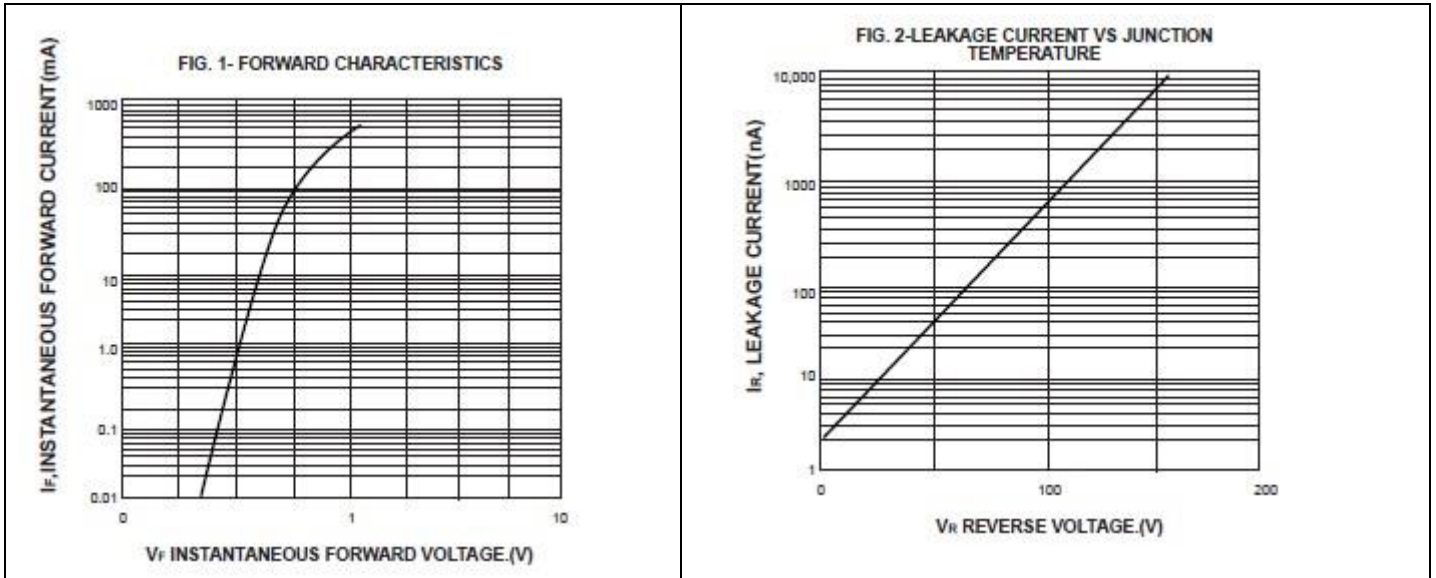 FIG. 1- FORWARD CHARACTERISTICS
IF,INSTANTANEOUS FORWARD CURRENT(mA)
1000
100
10
1.0
0.1
0.01
0
1
10
VF INSTANTANEOUS FORWARD VOLTAGE.(V)
FIG. 2-LEAKAGE CURRENT VS JUNCTION
TEMPERATURE
IR, LEAKAGE CURRENT(nA)
10,000
1000
100
10
1
0
100
200
VR REVERSE VOLTAGE.(V)